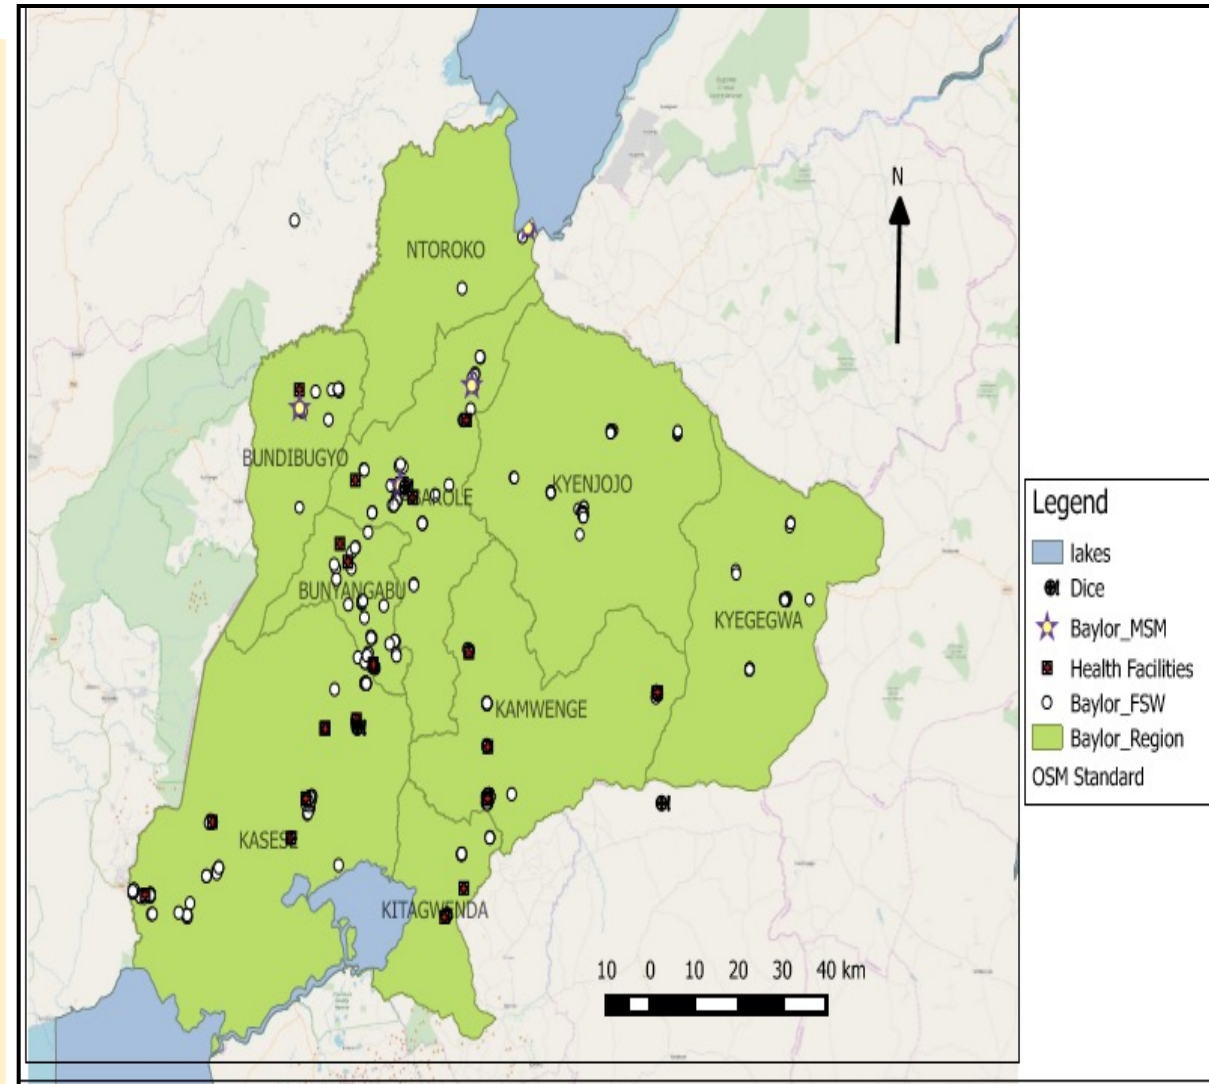 N
NTOROKO
BUNDIBUGYO
KYENJOJO
BUNYANGABU
KYEGEGWA
KAMWENGE
KASESE
KITAGWENDA
10 0 10 20 30 40 km
Legend
lakes
Dice
Baylor_MSM
Health Facilities
Baylor_FSW
Baylor_Region
OSM Standard